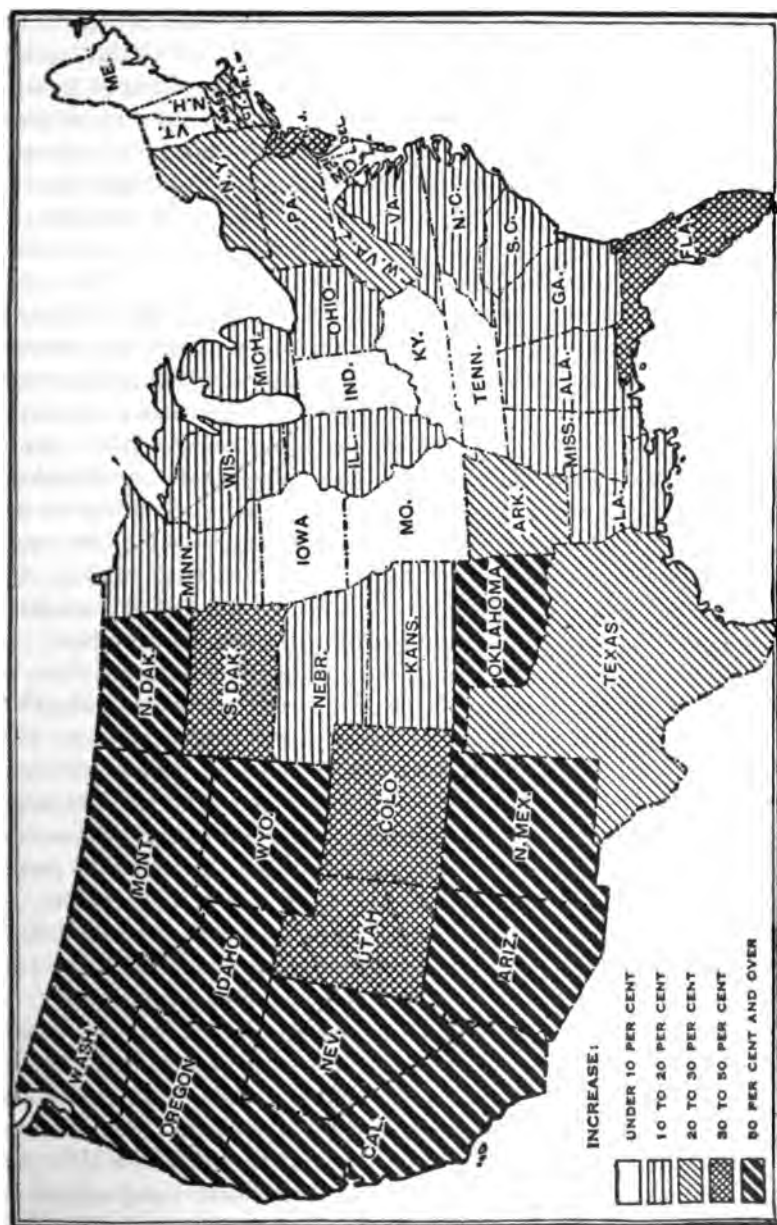 WASH.
MONT.
N. DAK.
MINN.
OREGON
IDAHO
WYO.
S. DAK.
WIS.
MICH.
N.Y.
VT.
N.H.
ME.
MASS.
CT.
R.I.
NEV.
UTAH
COLO.
NEBR.
IOWA
ILL.
IND.
OHIO
PA.
N.J.
CAL.
KANS.
MO.
KY.
W. VA.
VA.
MD.
DEL.
ARIZ.
N. MEX.
OKLAHOMA
ARK.
TENN.
N.C.
S.C.
TEXAS
LA.
MISS.
ALA.
GA.
FLA.
INCREASE:
UNDER 10 PER CENT
10 TO 20 PER CENT
20 TO 30 PER CENT
30 TO 50 PER CENT
50 PER CENT AND OVER